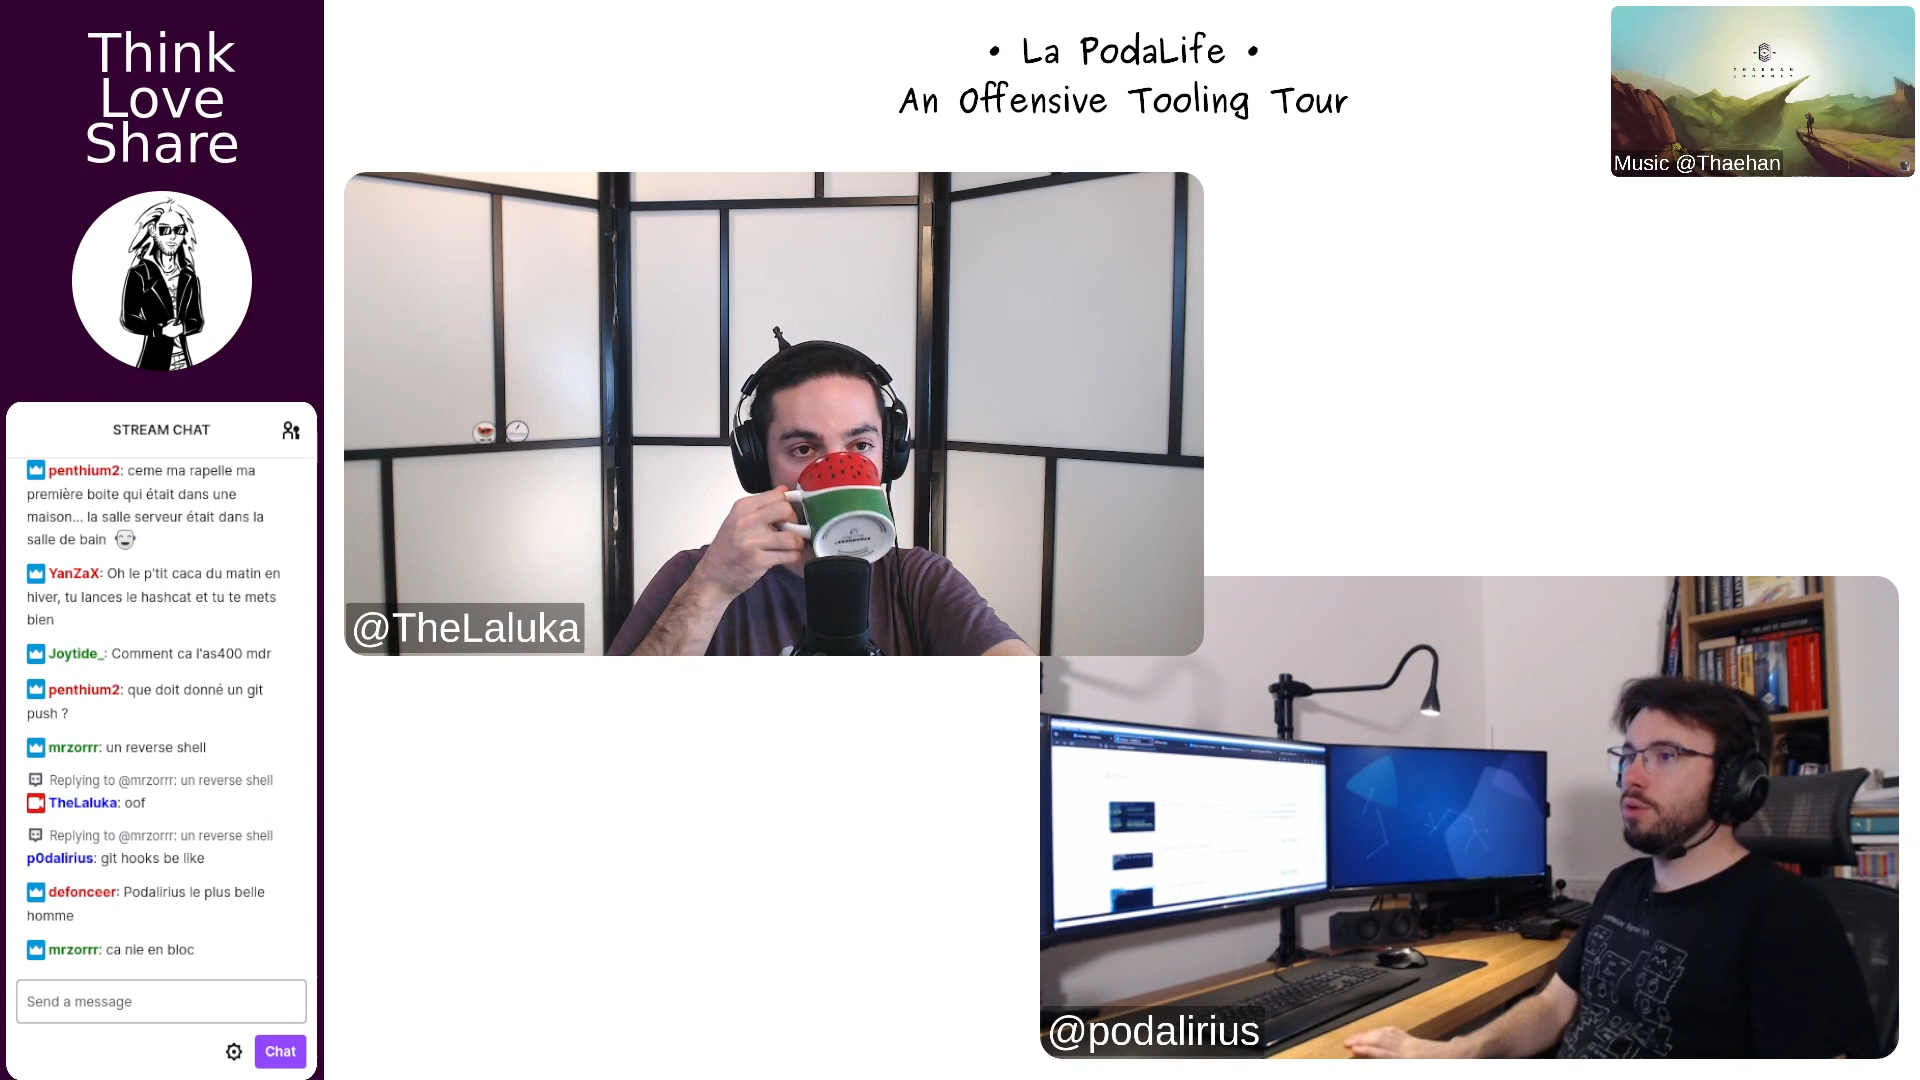 Think
Love
Share
• La PodaLife •
An Offensive Tooling Tour
THAEHAN
JOURNEY
Music @Thaehan
STREAM CHAT
penthium2: ceme ma rapelle ma
première boite qui était dans une
maison... la salle serveur était dans la
salle de bain
YanZaX: Oh le p'tit caca du matin en
hiver, tu lances le hashcat et tu te mets
bien
Joytide_: Comment ca l'as400 mdr
penthium2: que doit donné un git
push ?
mrzorrr: un reverse shell
Replying to @mrzorrr: un reverse shell
TheLaluka: oof
Replying to @mrzorrr: un reverse shell
p0dalirius: git hooks be like
defonceer: Podalirius le plus belle
homme
mrzorrr: ca nie en bloc
Send a message
Chat
@TheLaluka
@podalirius